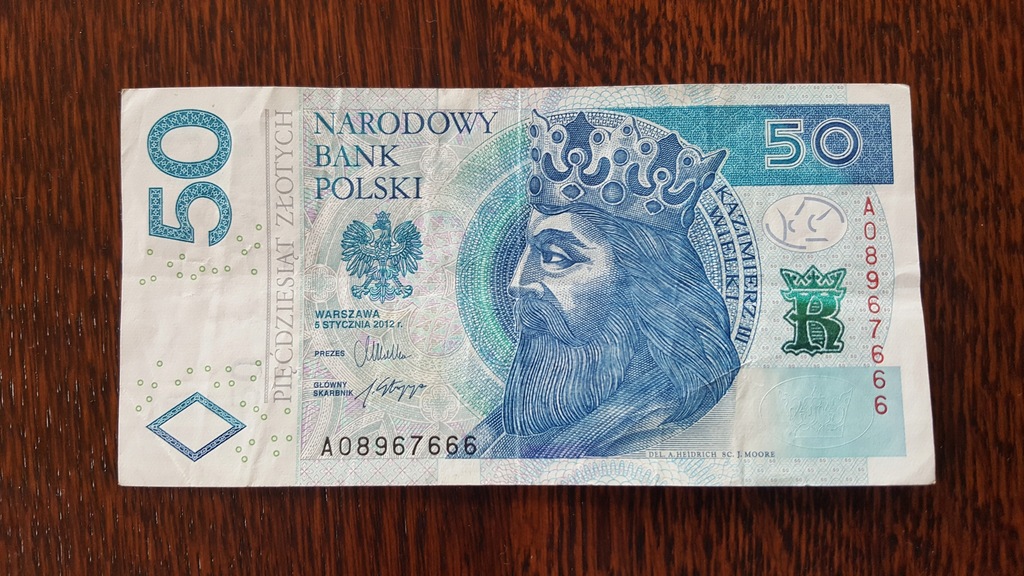 50
PIĘĆDZIESIĄT ZŁOTYCH
NARODOWY
BANK
POLSKI
WARSZAWA
5 STYCZNIA 2012 r.
PREZES
GŁÓWNY
SKARBNIK
A08967666
KAZIMIERZ III
WIELKI
50
A08967666
K
DEL. A.HEIDRICH SC. J. MOORE